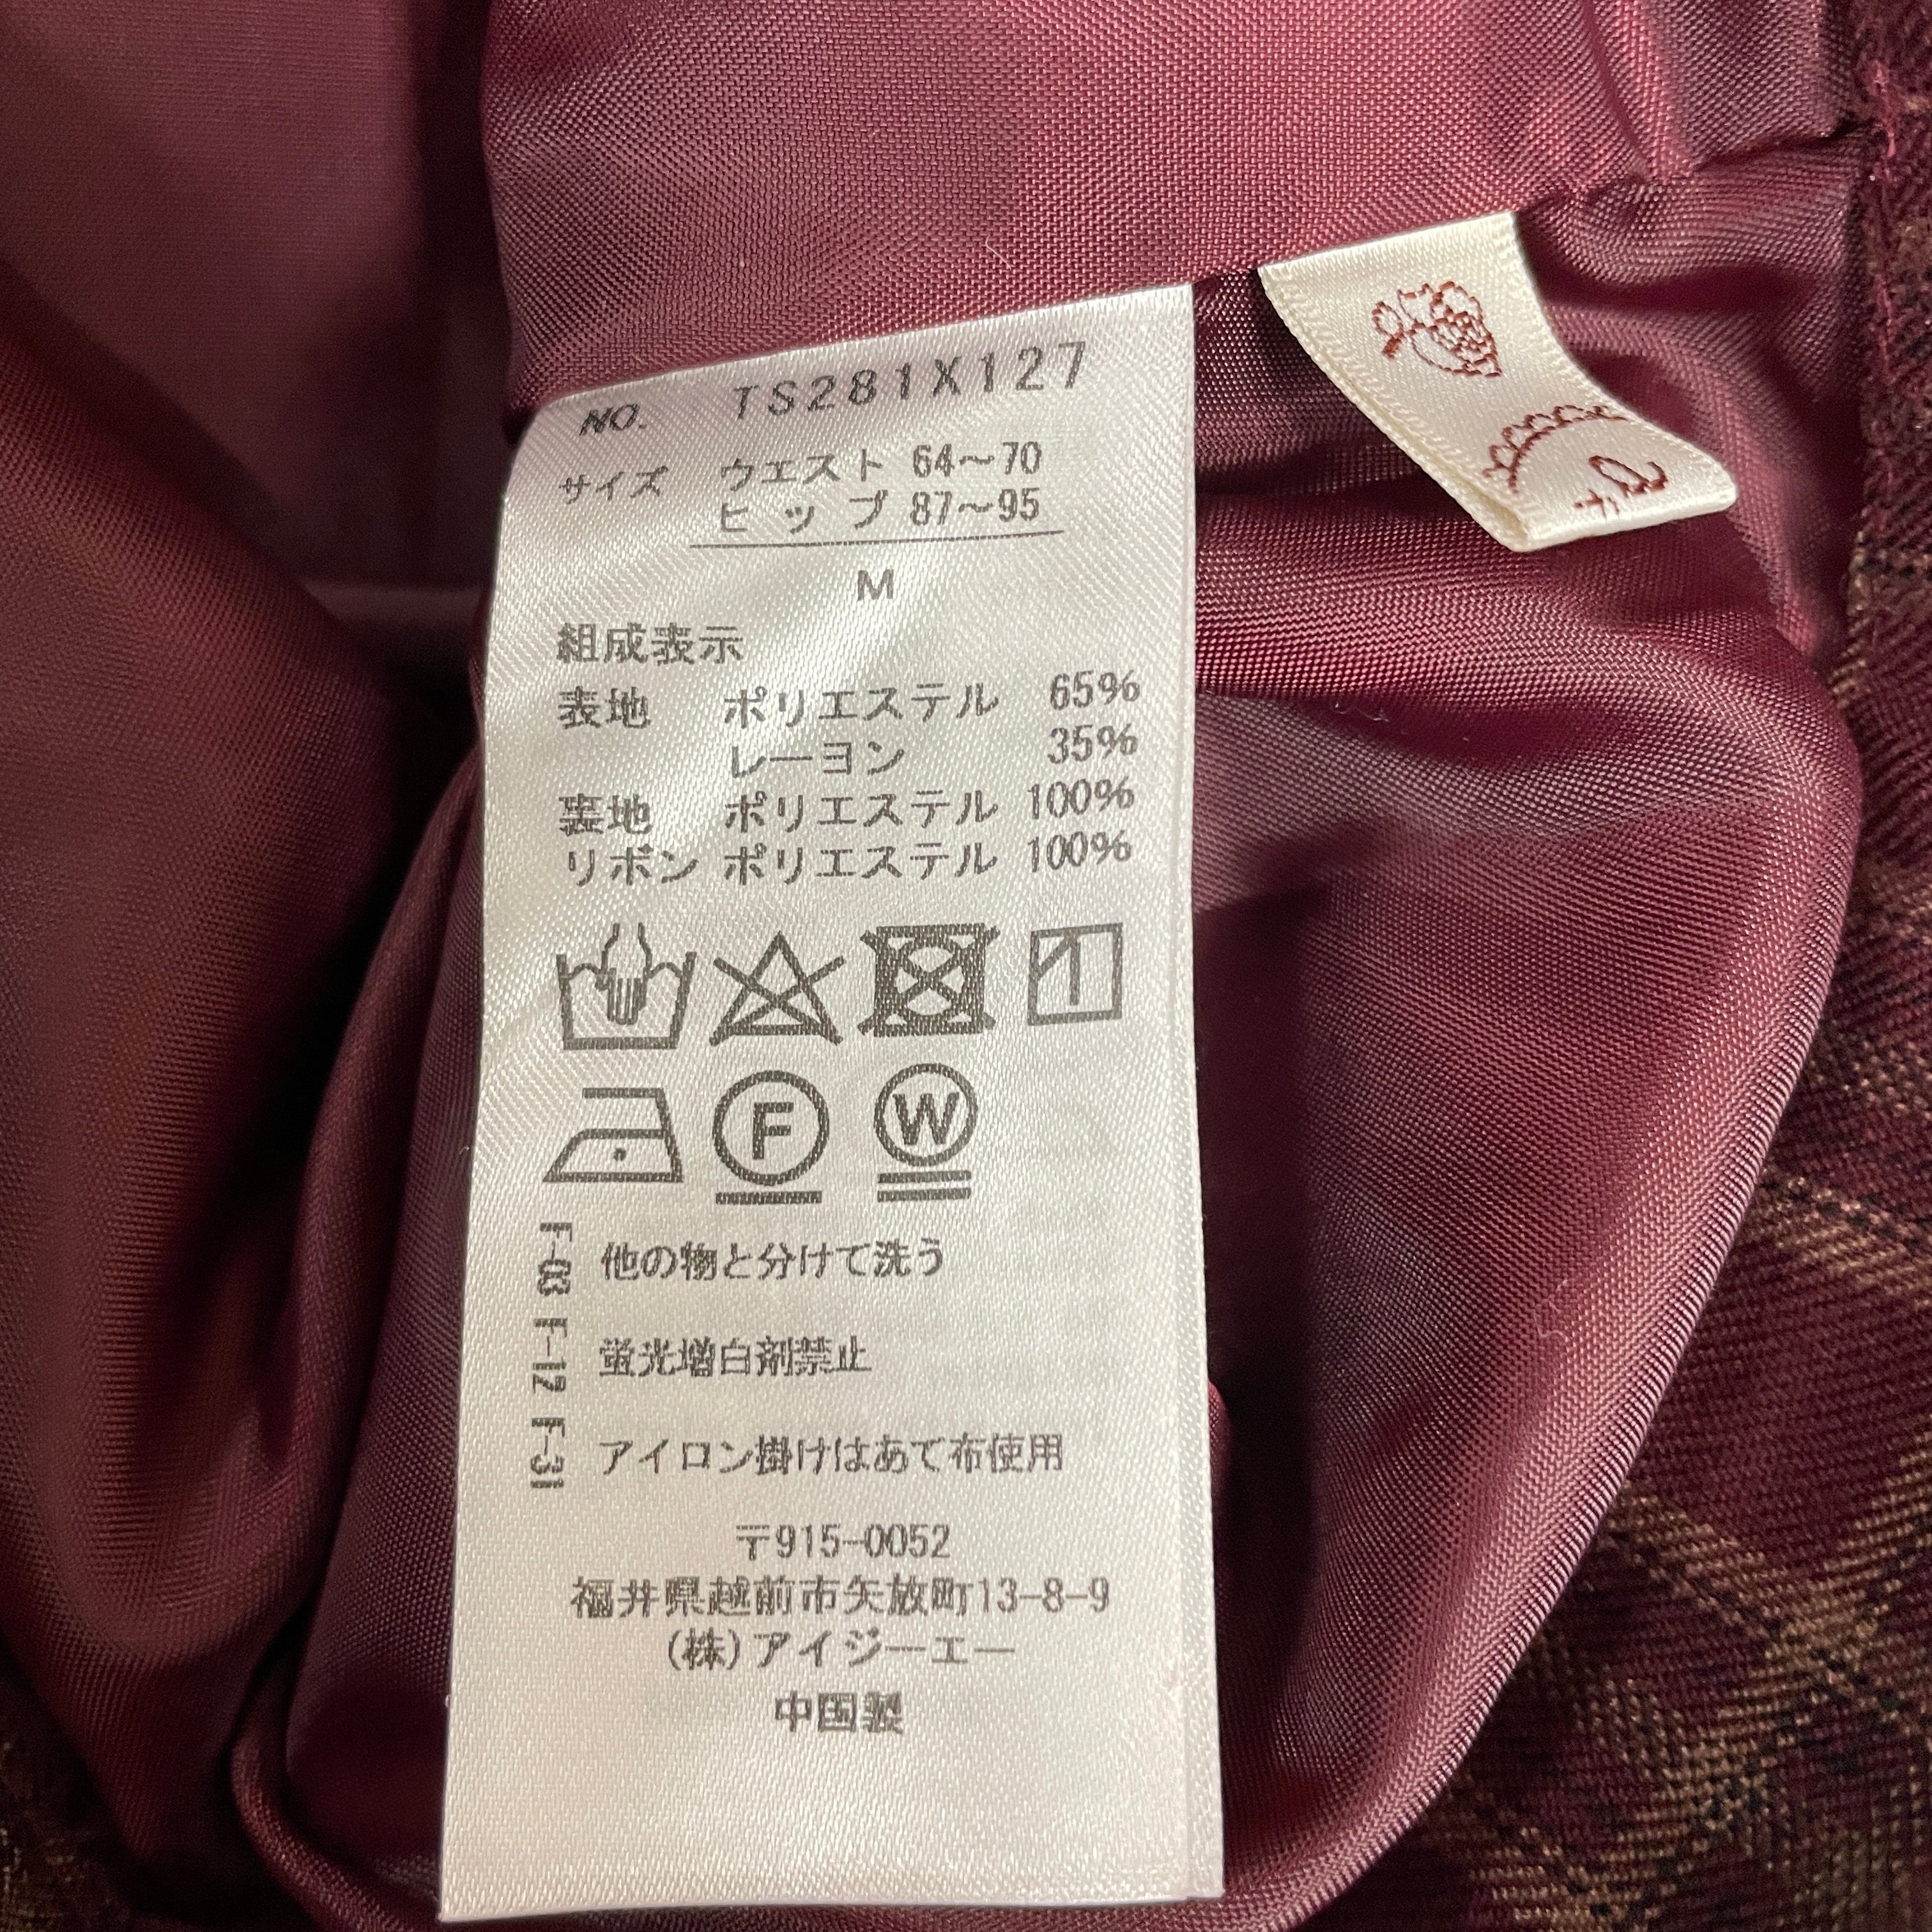 NO. TS281X127
サイズ ウエスト 64～70
ヒップ 87～95
M
組成表示
表地 ポリエステル 65%
レーヨン 35%
裏地 ポリエステル 100%
リボン ポリエステル 100%
F
W
F-03 他の物と分けて洗う
F-12 蛍光増白剤禁止
F-31 アイロン掛けはあて布使用
〒915-0052
福井県越前市矢放町13-8-9
(株)アイジーエー
中国製